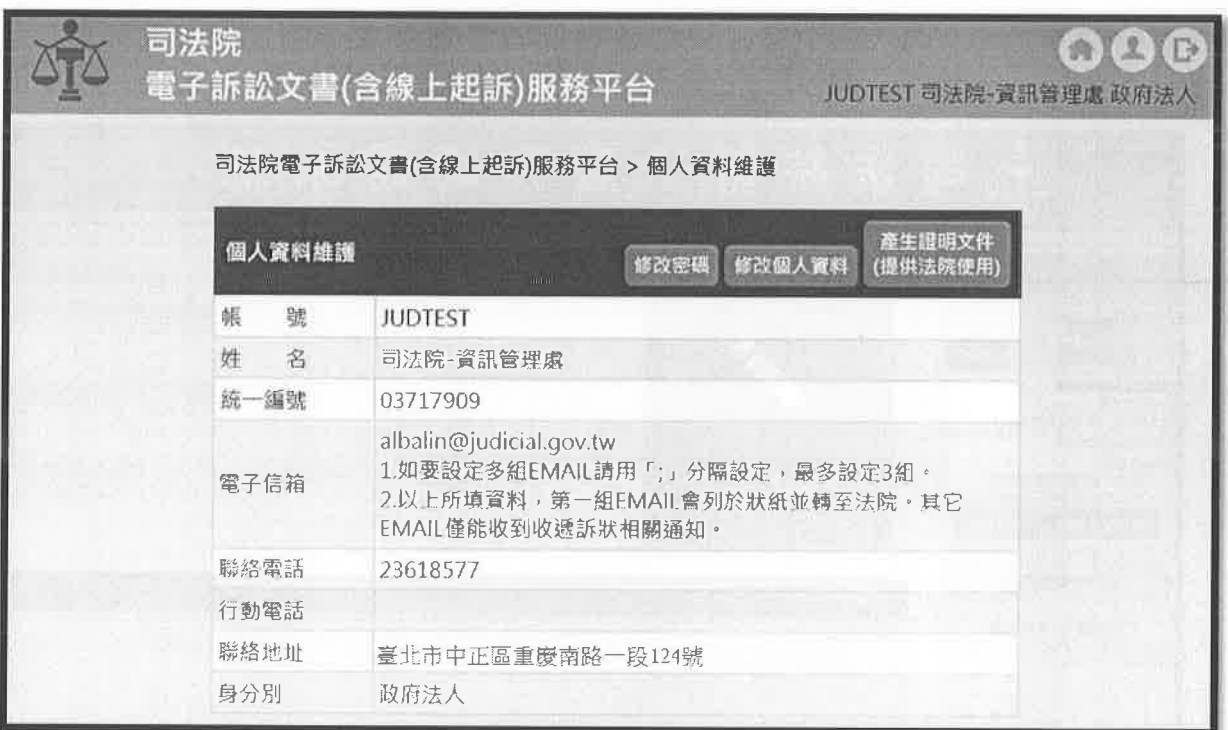 司法院
電子訴訟文書(含線上起訴)服務平台
JUDTEST 司法院-資訊管理處 政府法人
司法院電子訴訟文書(含線上起訴)服務平台 > 個人資料維護
個人資料維護
修改密碼
修改個人資料
產生證明文件
(提供法院使用)
帳 號 JUDTEST
姓 名 司法院-資訊管理處
統一編號 03717909
電子信箱
albalin@judicial.gov.tw
1.如要設定多組EMAIL請用「;」分隔設定，最多設定3組。
2.以上所填資料，第一組EMAIL會列於狀紙並轉至法院。其它
EMAIL僅能收到收遞訴狀相關通知。
聯絡電話 23618577
行動電話
聯絡地址 臺北市中正區重慶南路一段124號
身分別 政府法人